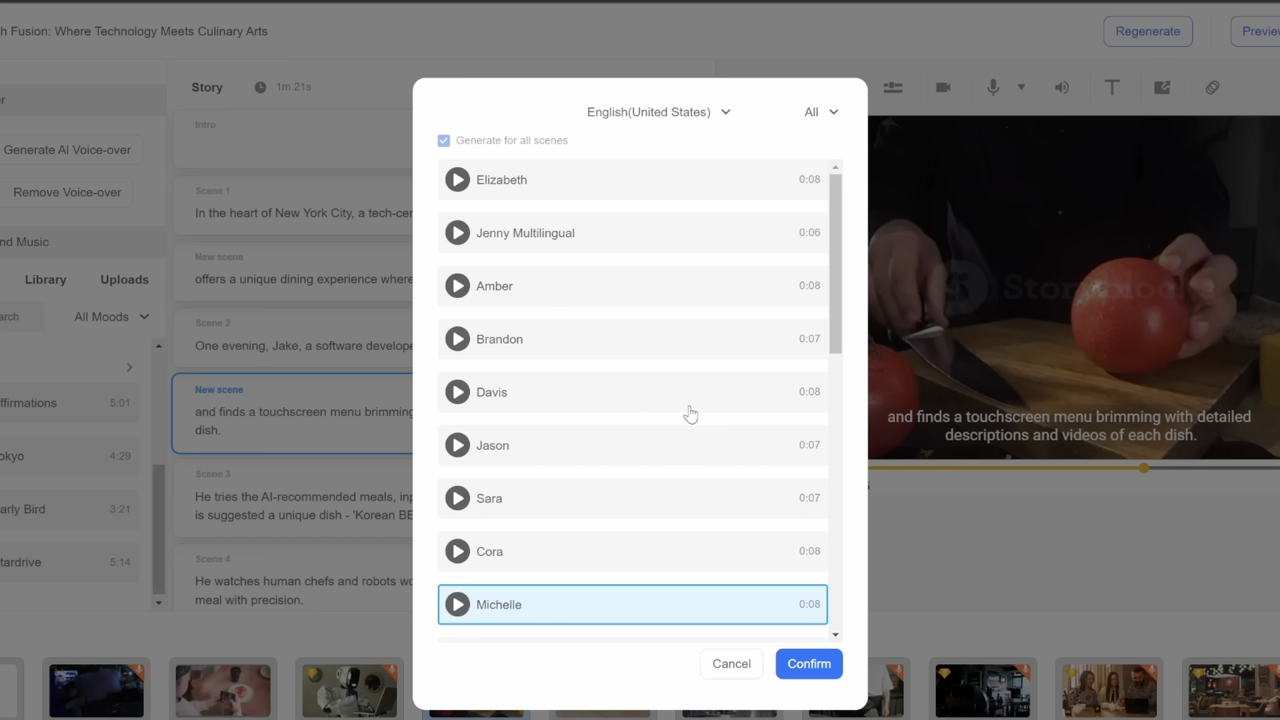 h Fusion: Where Technology Meets Culinary Arts
Regenerate
Previe
er
Generate AI Voice-over
Remove Voice-over
nd Music
Library
Uploads
arch
All Moods
ffirmations 5:01
okyo 4:29
arly Bird 3:21
tardrive 5:14
Story
1m 21s
Intro
Scene 1
In the heart of New York City, a tech-cen
New scene
offers a unique dining experience where
Scene 2
One evening, Jake, a software develope
New scene
and finds a touchscreen menu brimming
dish.
Scene 3
He tries the AI-recommended meals, inp
is suggested a unique dish - 'Korean BB
Scene 4
He watches human chefs and robots wo
meal with precision.
English(United States)
All
Generate for all scenes
Elizabeth 0:08
Jenny Multilingual 0:06
Amber 0:08
Brandon 0:07
Davis 0:08
Jason 0:07
Sara 0:07
Cora 0:08
Michelle 0:08
Cancel
Confirm
and finds a touchscreen menu brimming with detailed
descriptions and videos of each dish.